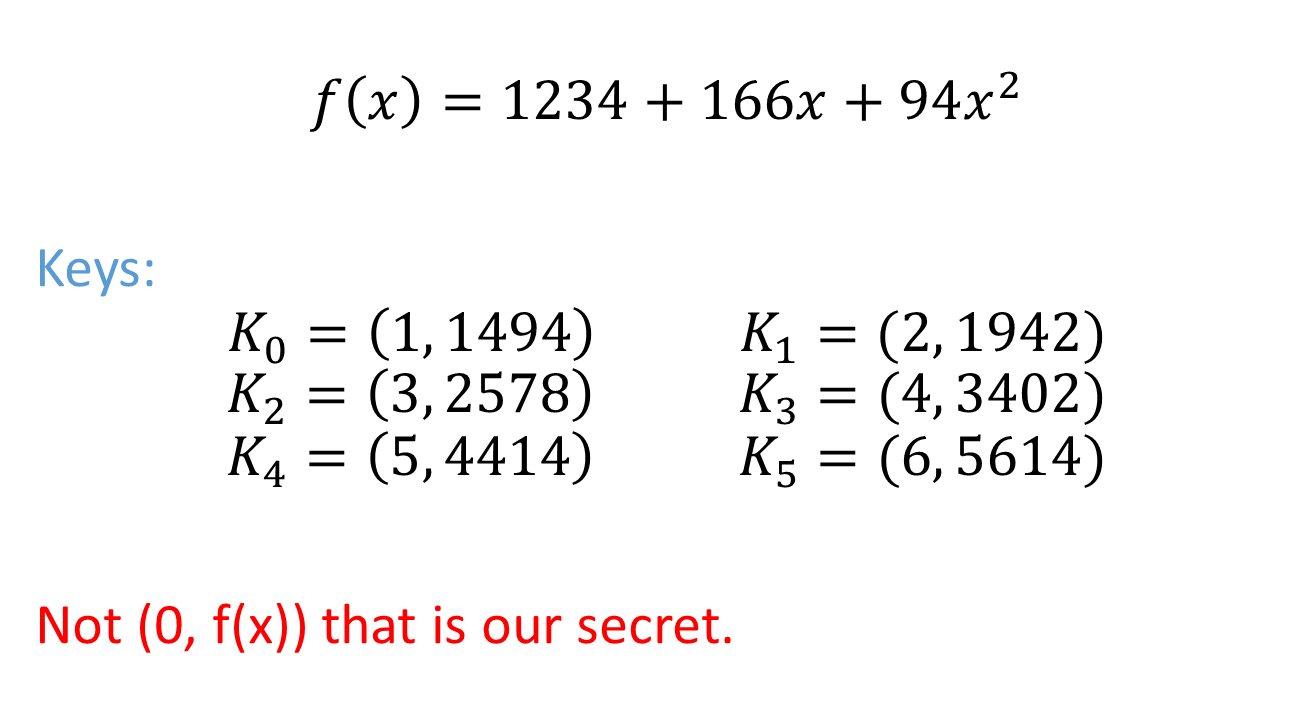 f(x) = 1234 + 166x + 94x²
Keys:
K₀ = (1, 1494) K₁ = (2, 1942)
K₂ = (3, 2578) K₃ = (4, 3402)
K₄ = (5, 4414) K₅ = (6, 5614)
Not (0, f(x)) that is our secret.